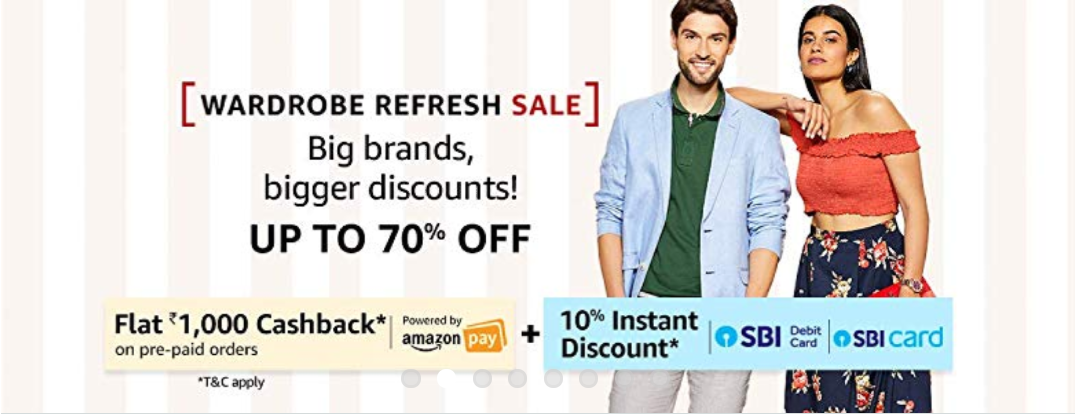 [WARDROBE REFRESH SALE]
Big brands,
bigger discounts!
UP TO 70% OFF
Flat ₹1,000 Cashback*
on pre-paid orders
Powered by
amazon pay
+
10% Instant
Discount*
SBI
Debit
Card
SBI card
*T&C apply